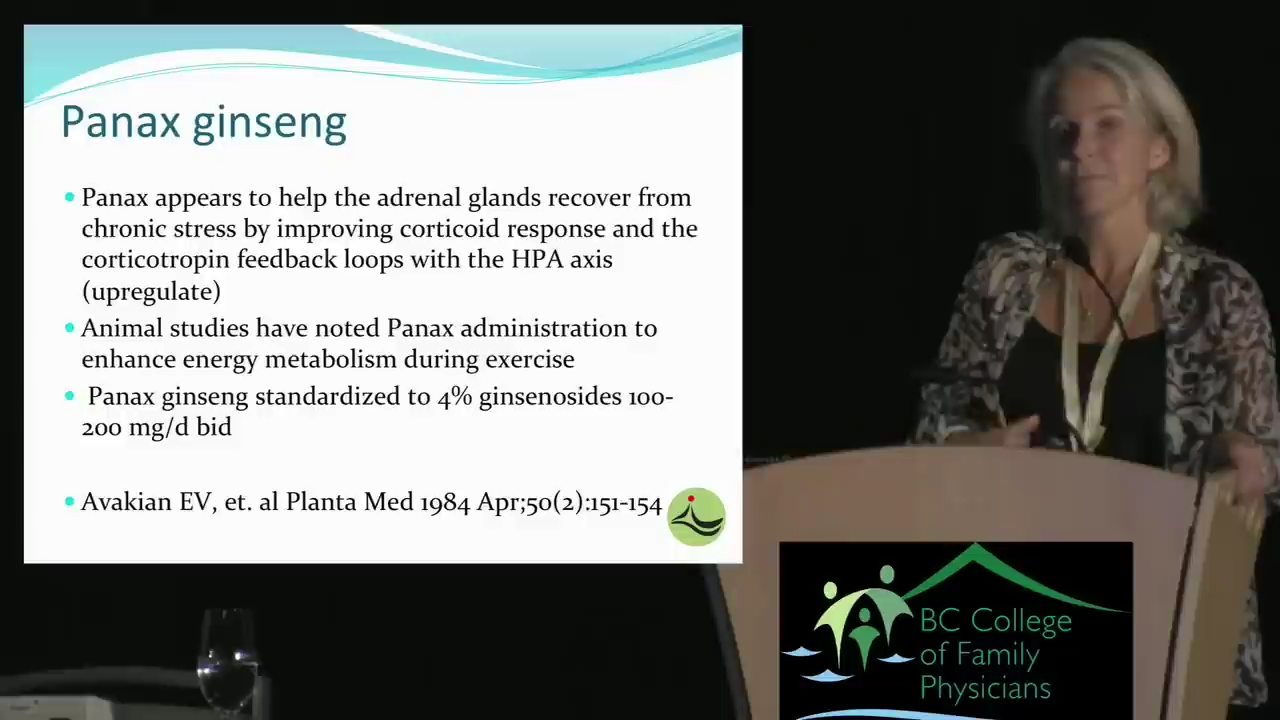 Panax ginseng
• Panax appears to help the adrenal glands recover from
chronic stress by improving corticoid response and the
corticotropin feedback loops with the HPA axis
(upregulate)
• Animal studies have noted Panax administration to
enhance energy metabolism during exercise
• Panax ginseng standardized to 4% ginsenosides 100-
200 mg/d bid
• Avakian EV, et. al Planta Med 1984 Apr;50(2):151-154
BC College
of Family
Physicians